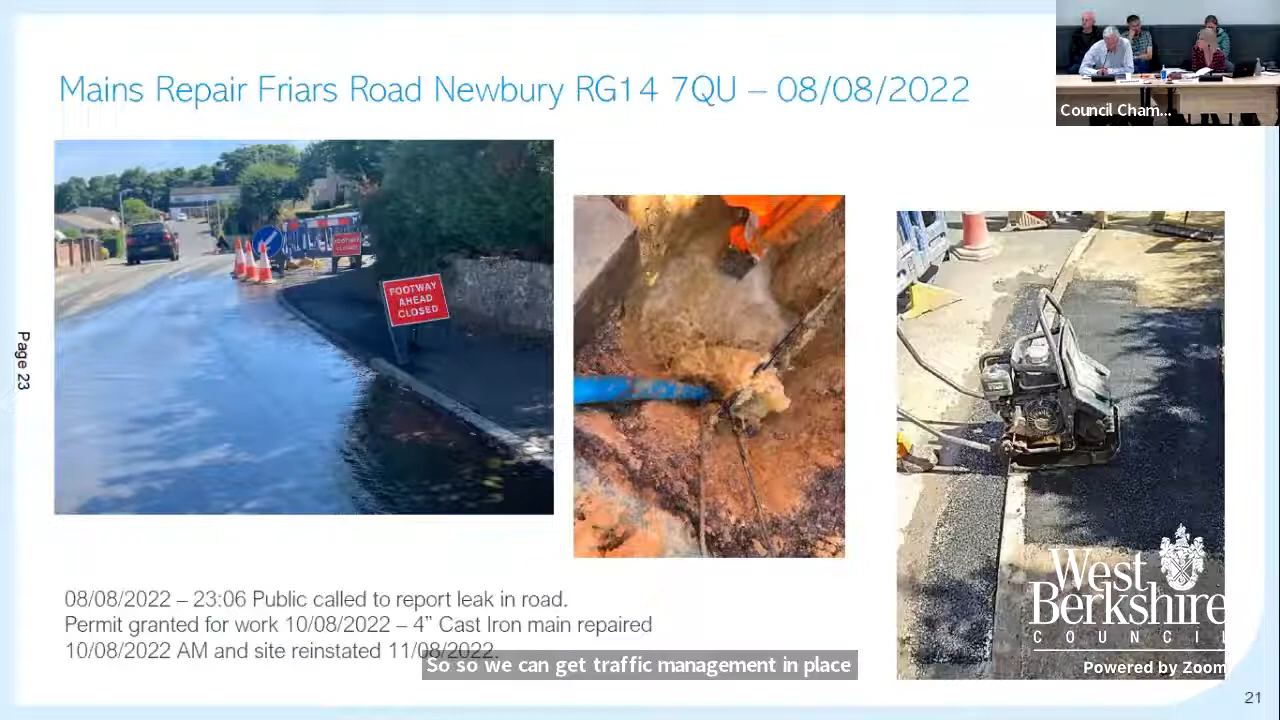 Mains Repair Friars Road Newbury RG14 7QU – 08/08/2022
Council Cham...
FOOTWAY
CLOSED
FOOTWAY
AHEAD
CLOSED
Page 23
08/08/2022 – 23:06 Public called to report leak in road.
Permit granted for work 10/08/2022 – 4” Cast Iron main repaired
10/08/2022 AM and site reinstated 11/08/2022.
So so we can get traffic management in place
West
Berkshire
COUNCIL
Powered by Zoom
21